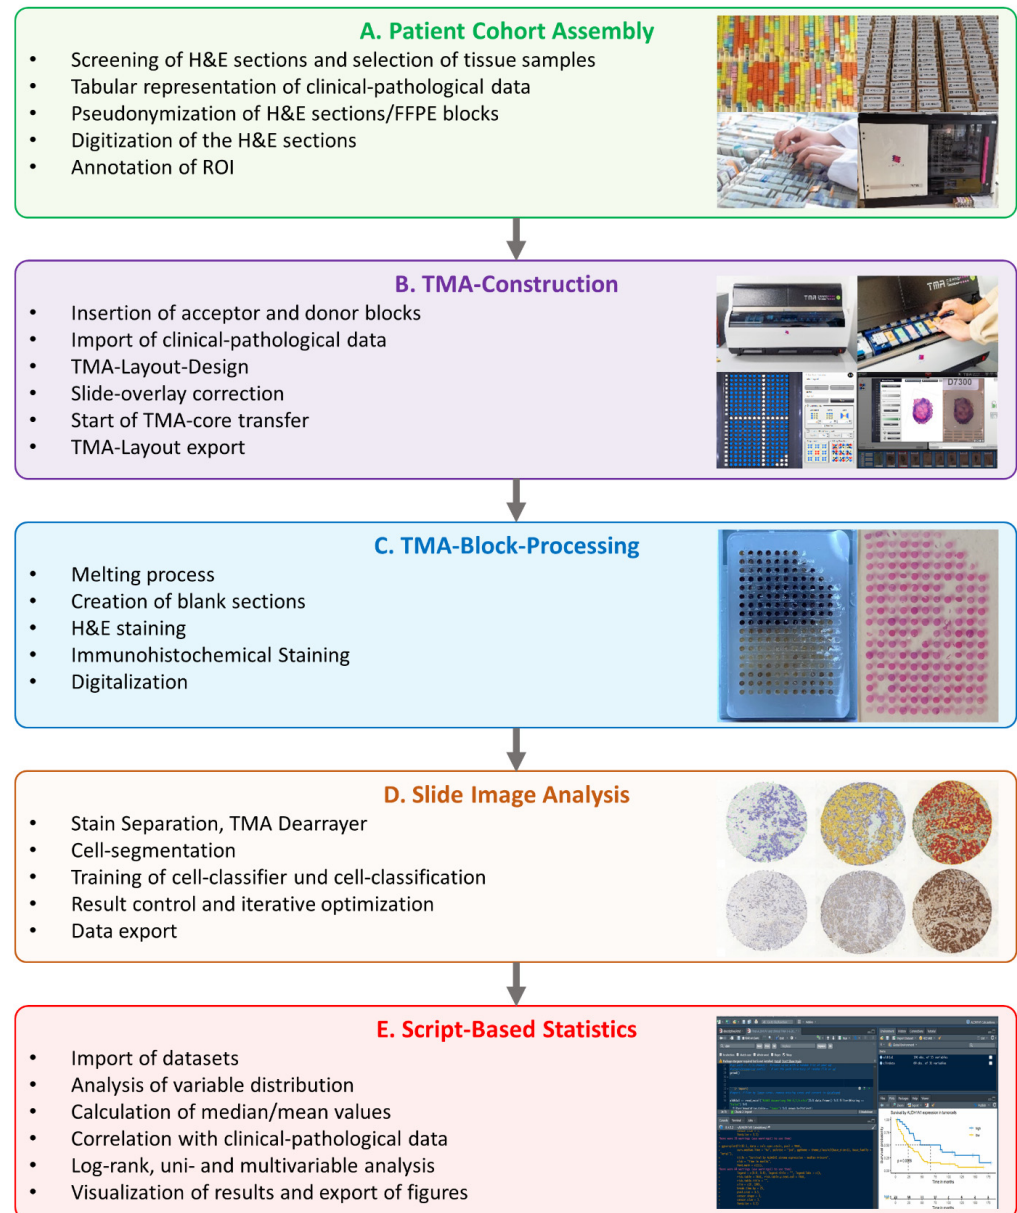 A. Patient Cohort Assembly
• Screening of H&E sections and selection of tissue samples
• Tabular representation of clinical-pathological data
• Pseudonymization of H&E sections/FFPE blocks
• Digitization of the H&E sections
• Annotation of ROI
B. TMA-Construction
• Insertion of acceptor and donor blocks
• Import of clinical-pathological data
• TMA-Layout-Design
• Slide-overlay correction
• Start of TMA-core transfer
• TMA-Layout export
TMA
TMA
D7300
C. TMA-Block-Processing
• Melting process
• Creation of blank sections
• H&E staining
• Immunohistochemical Staining
• Digitalization
D. Slide Image Analysis
• Stain Separation, TMA Dearrayer
• Cell-segmentation
• Training of cell-classifier und cell-classification
• Result control and iterative optimization
• Data export
E. Script-Based Statistics
• Import of datasets
• Analysis of variable distribution
• Calculation of median/mean values
• Correlation with clinical-pathological data
• Log-rank, uni- and multivariable analysis
• Visualization of results and export of figures
Time in months